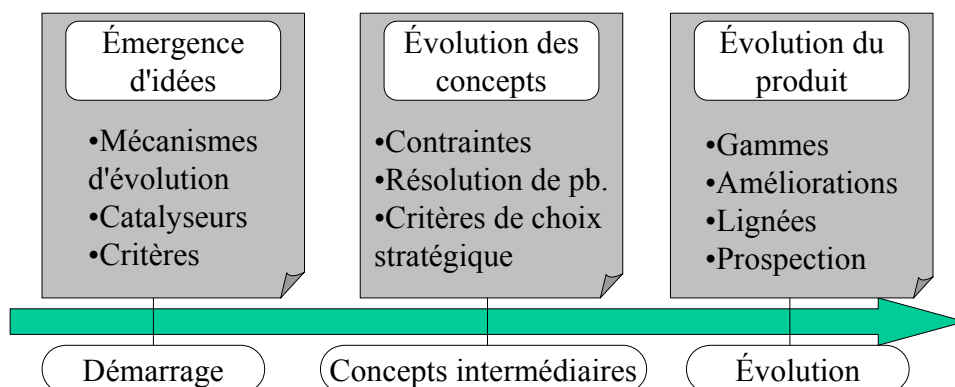 Émergence
d'idées
•Mécanismes
d'évolution
•Catalyseurs
•Critères
Évolution des
concepts
•Contraintes
•Résolution de pb.
•Critères de choix
stratégique
Évolution du
produit
•Gammes
•Améliorations
•Lignées
•Prospection
Démarrage
Concepts intermédiaires
Évolution